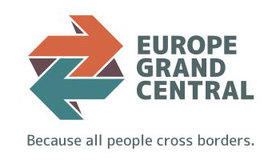 EUROPE
GRAND
CENTRAL
Because all people cross borders.